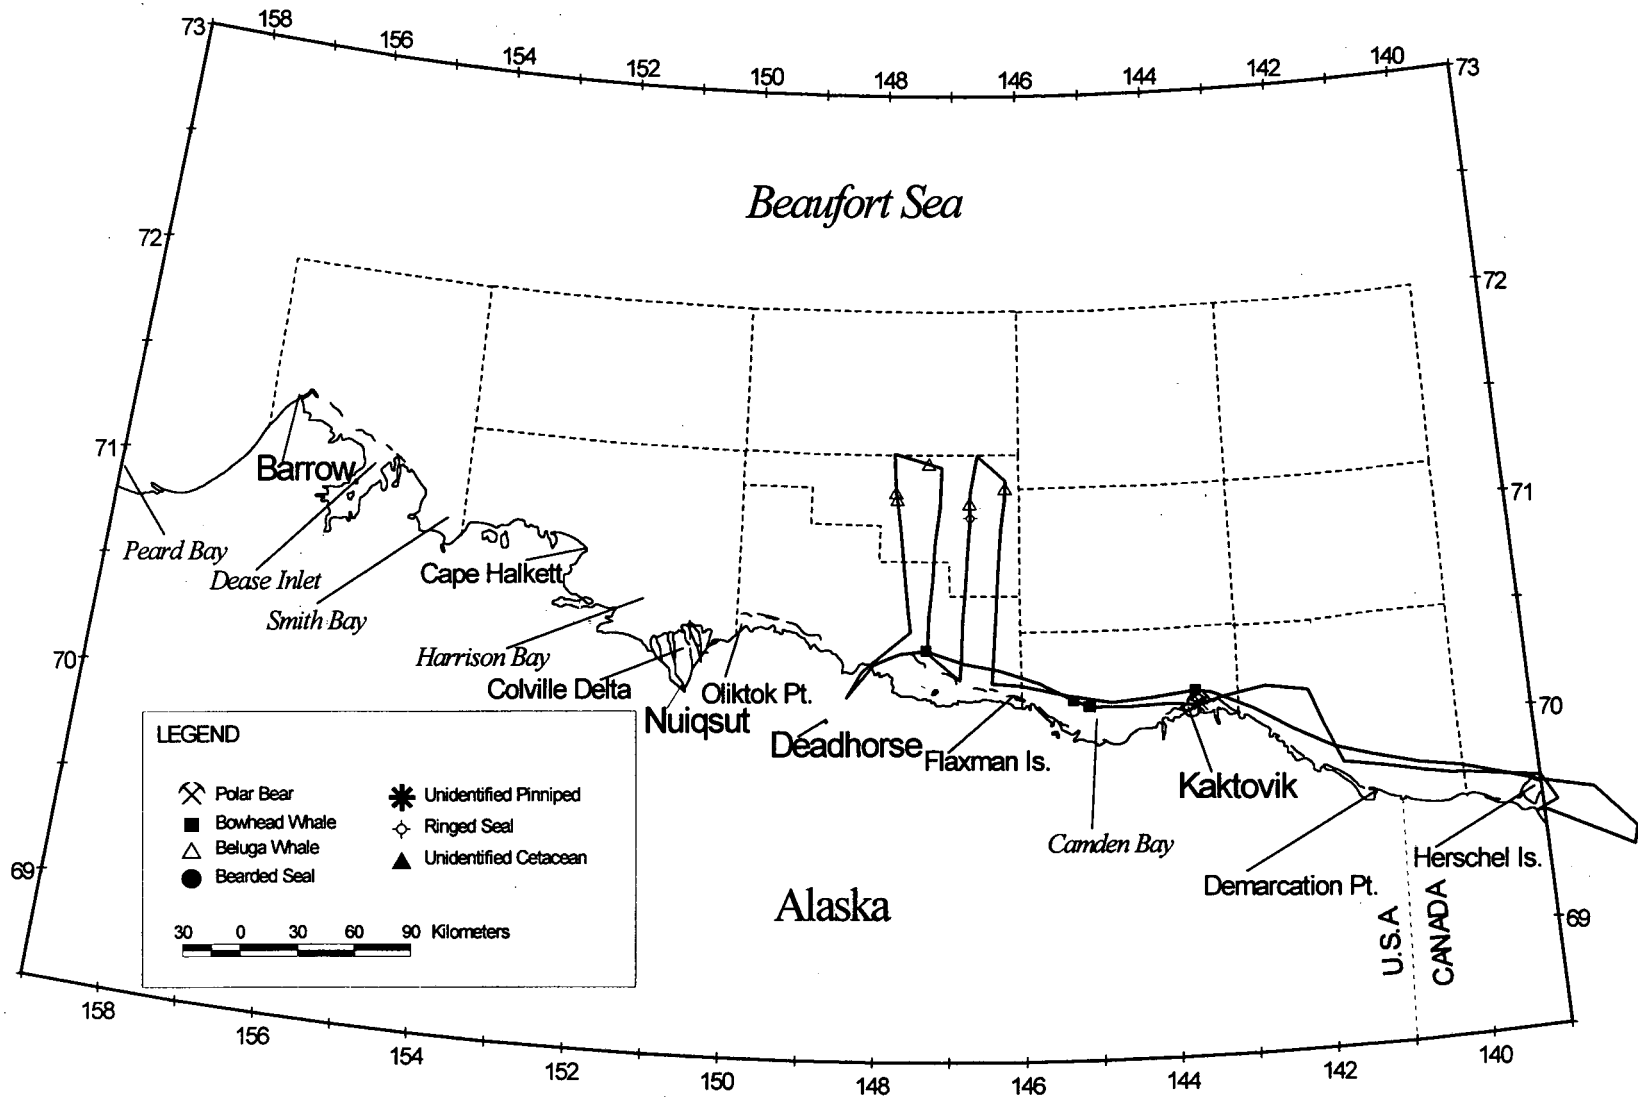 158
156
154
152
150
148
146
144
142
140
73
73
Beaufort Sea
72
72
71
71
Barrow
Peard Bay
Dease Inlet
Smith Bay
Cape Halkett
Harrison Bay
70
Colville Delta
Oliktok Pt.
Nuiqsut
Deadhorse
Flaxman Is.
70
Kaktovik
Camden Bay
Herschel Is.
Demarcation Pt.
Alaska
U.S.A
CANADA
69
69
LEGEND
Polar Bear
Bowhead Whale
Beluga Whale
Bearded Seal
Unidentified Pinniped
Ringed Seal
Unidentified Cetacean
30 0 30 60 90 Kilometers
158
156
154
152
150
148
146
144
142
140